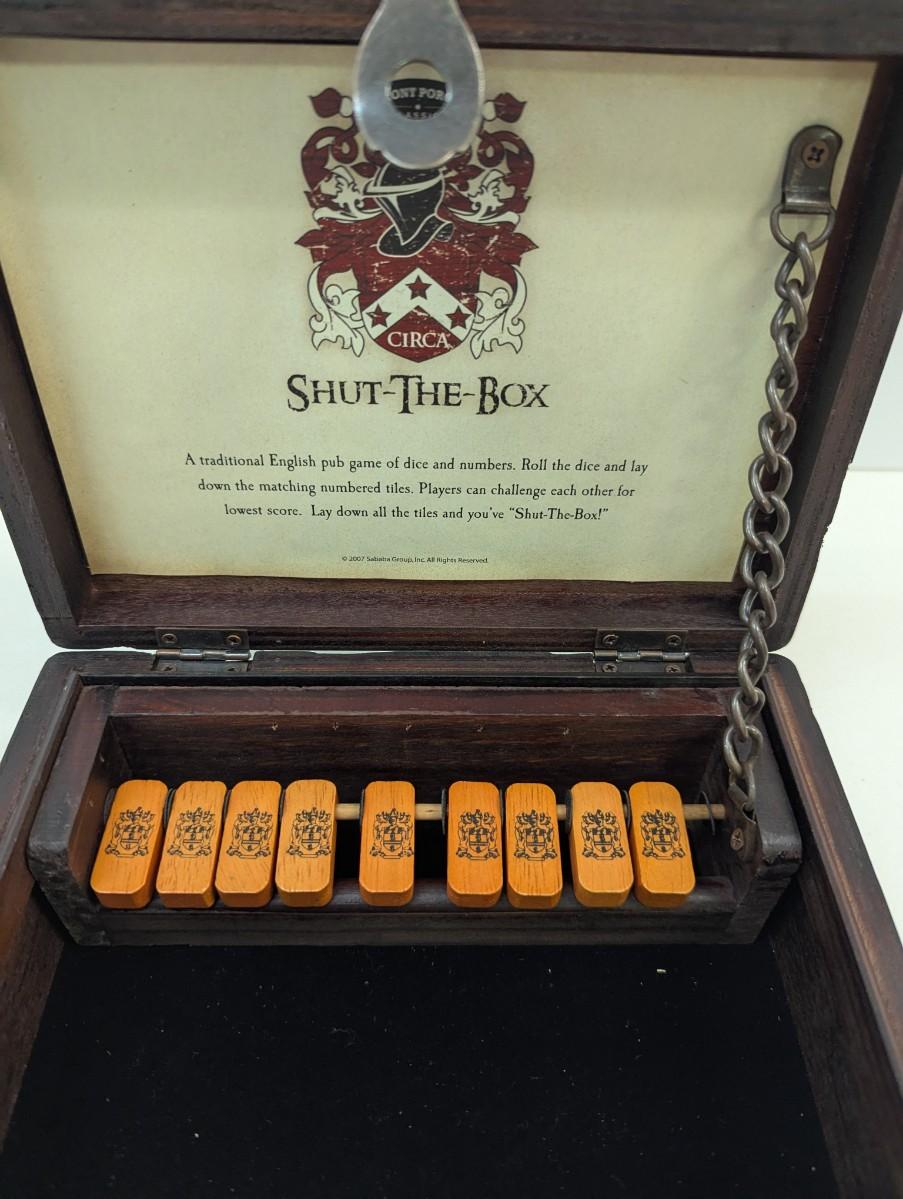 CIRCA
SHUT-THE-BOX
A traditional English pub game of dice and numbers. Roll the dice and lay
down the matching numbered tiles. Players can challenge each other for
lowest score. Lay down all the tiles and you've "Shut-The-Box!"
© 2007 Sababa Group, Inc. All Rights Reserved.